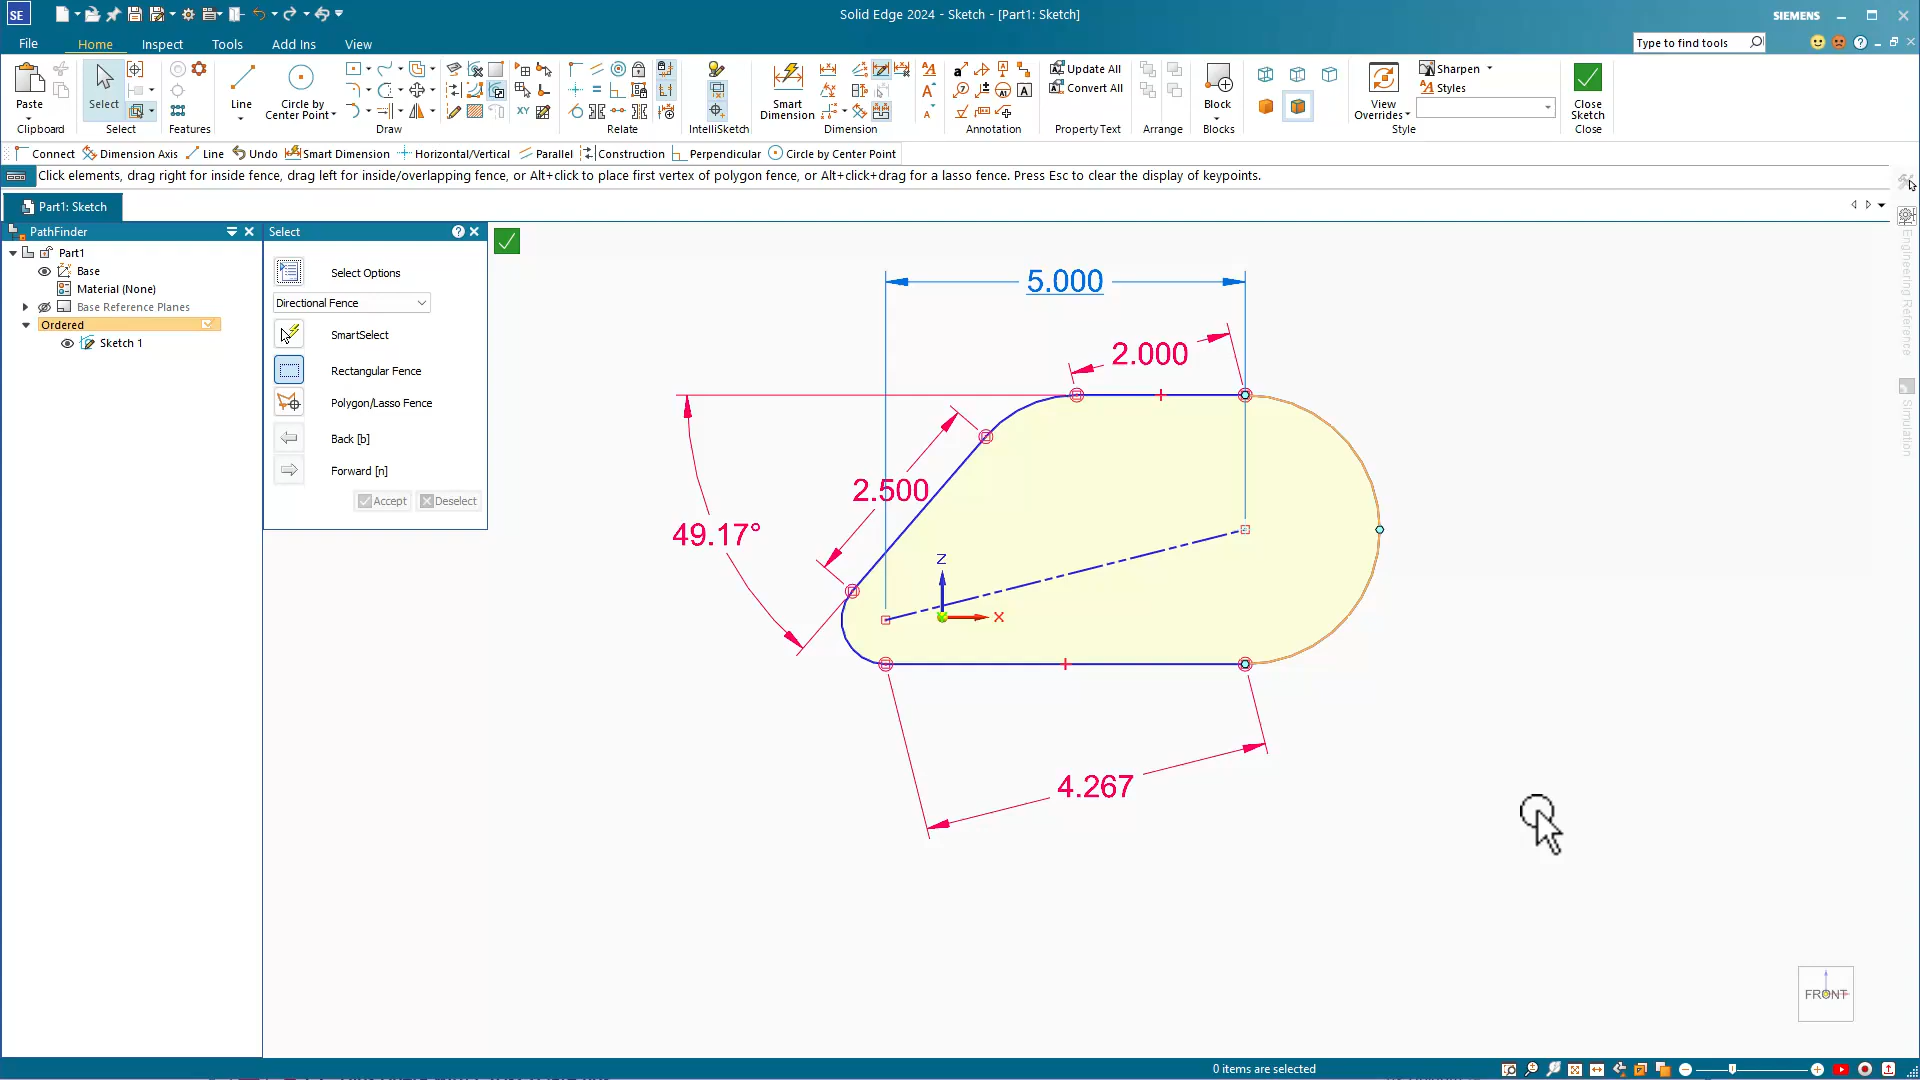 SE
Solid Edge 2024 - Sketch - [Part1: Sketch]
SIEMENS
File
Home
Inspect
Tools
Add Ins
View
Type to find tools
Paste
Select
Line
Circle by
Center Point
XY
Smart
Dimension
Update All
Convert All
Block
View
Overrides
Sharpen
Styles
Close
Sketch
Clipboard
Select
Features
Draw
Relate
IntelliSketch
Dimension
Annotation
PropertyText
Arrange
Blocks
Style
Close
Connect
Dimension Axis
Line
Undo
Smart Dimension
Horizontal/Vertical
Parallel
Construction
Perpendicular
Circle by Center Point
Click elements, drag right for inside fence, drag left for inside/overlapping fence, or Alt+click to place first vertex of polygon fence, or Alt+click+drag for a lasso fence. Press Esc to clear the display of keypoints.
Part1: Sketch
PathFinder
Part1
Base
Material (None)
Base Reference Planes
Ordered
Sketch 1
Select
Select Options
Directional Fence
SmartSelect
Rectangular Fence
Polygon/Lasso Fence
Back [b]
Forward [n]
Accept
Deselect
5.000
2.000
2.500
49.17°
Z
X
4.267
FRONT
Engineering Reference
Simulation
0 items are selected